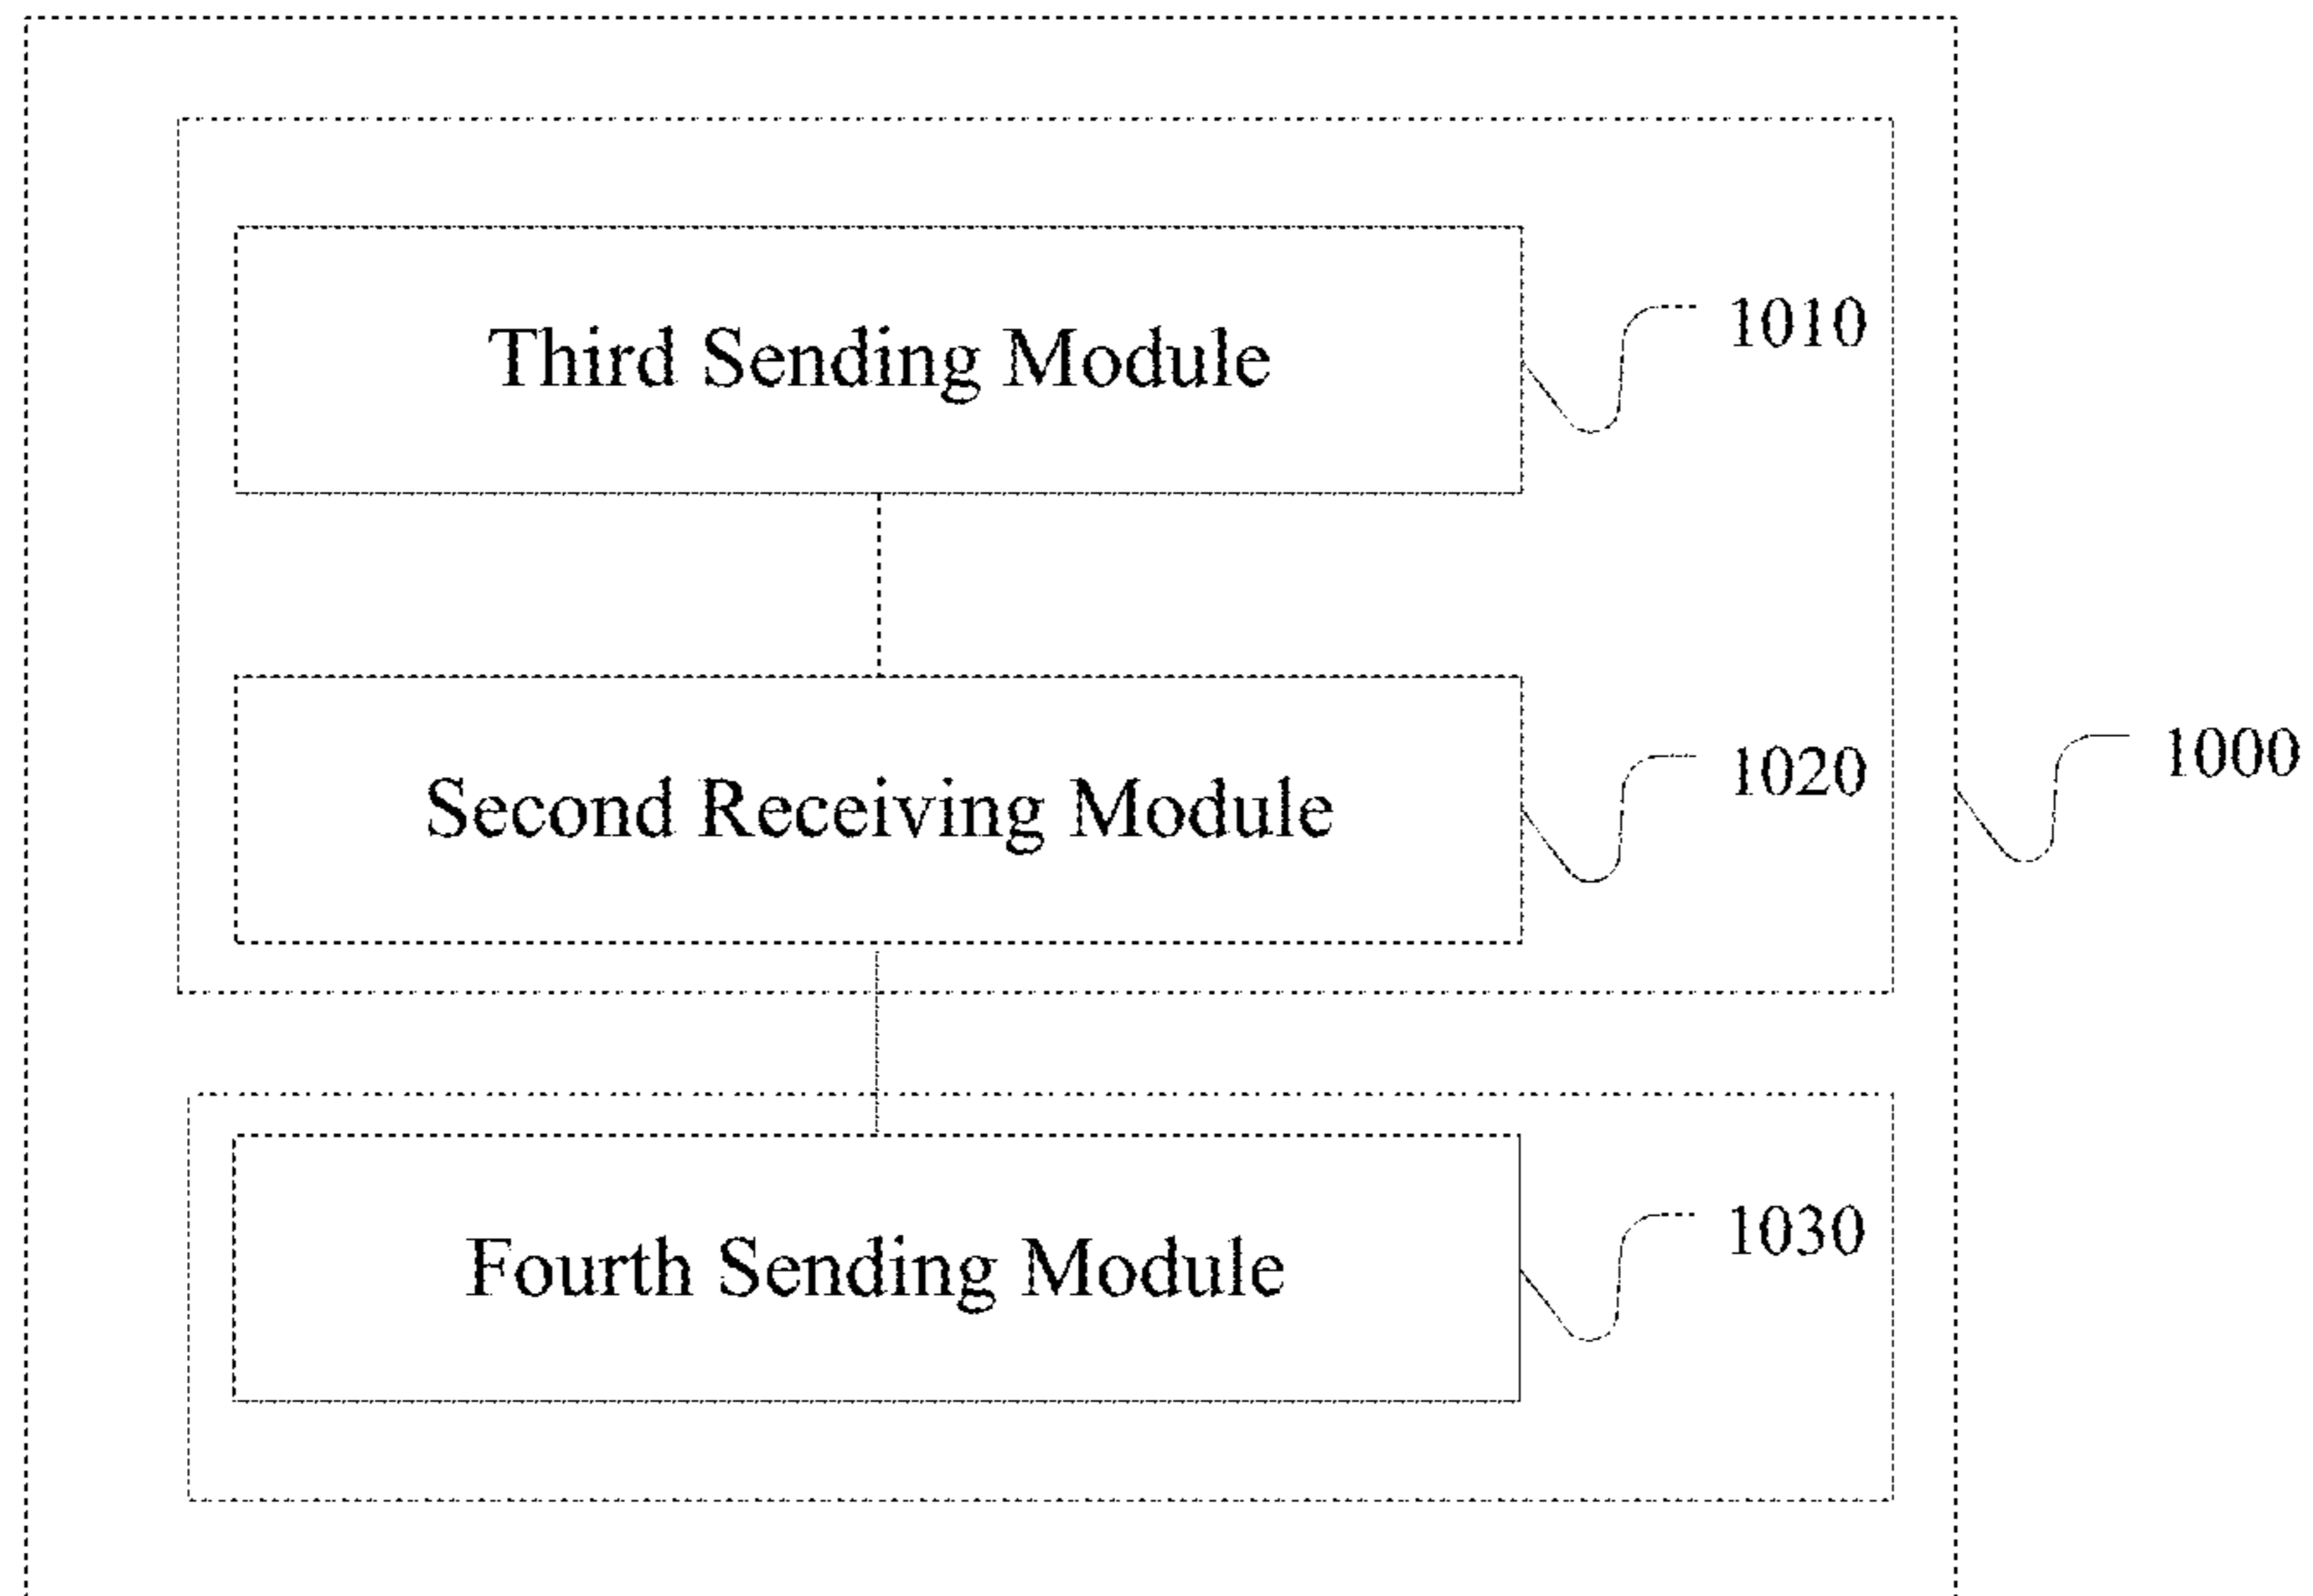 Third Sending Module
1010
Second Receiving Module
1020
1000
Fourth Sending Module
1030